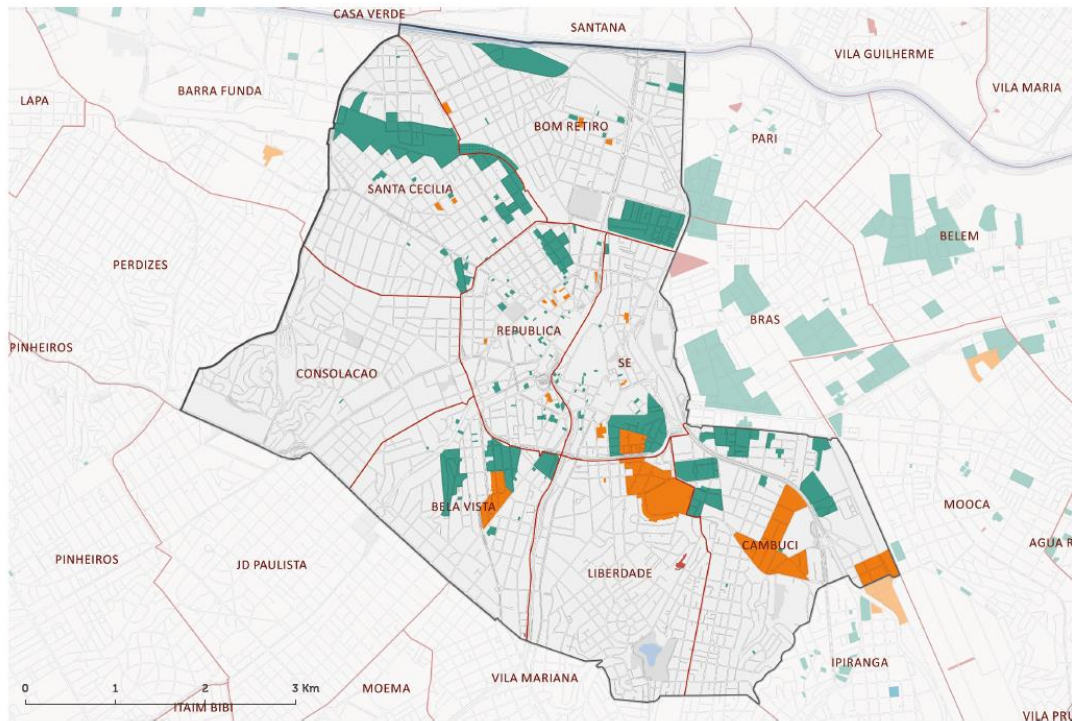 CASA VERDE
SANTANA
VILA GUILHERME
LAPA
BARRA FUNDA
VILA MARIA
BOM RETIRO
PARI
SANTA CECILIA
BELEM
PERDIZES
BRAS
REPUBLICA
PINHEIROS
SE
CONSOLACAO
BELA VISTA
MOOCA
CAMBUCI
AGUA R
PINHEIROS
JD PAULISTA
LIBERDADE
IPIRANGA
VILA MARIANA
MOEMA
0 1 2 3 Km
ITAIM BIBI
VILA PRU